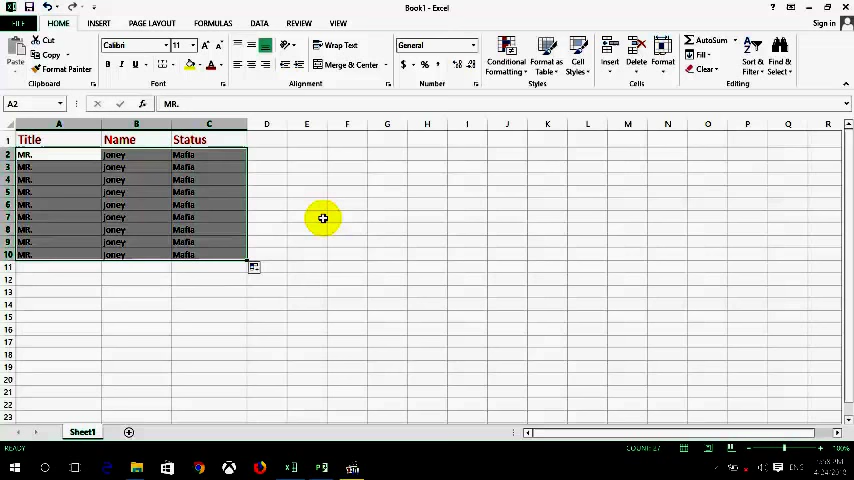 Book1 - Excel
FILE HOME INSERT PAGE LAYOUT FORMULAS DATA REVIEW VIEW Sign in
Cut Calibri 11 Wrap Text General AutoSum
Copy Fill
Paste Format Painter Merge & Center Conditional Formatting Format as Table Cell Styles Insert Delete Format Clear Sort & Filter Find & Select
Clipboard Font Alignment Number Styles Cells Editing
A2 MR.
A B C D E F G H I J K L M N O P Q R
1 Title Name Status
2 MR. Joney Mafia
3 MR. Joney Mafia
4 MR. Joney Mafia
5 MR. Joney Mafia
6 MR. Joney Mafia
7 MR. Joney Mafia
8 MR. Joney Mafia
9 MR. Joney Mafia
10 MR. Joney Mafia
11
12
13
14
15
16
17
18
19
20
21
22
23
Sheet1
READY COUNT: 27 100%
ENG